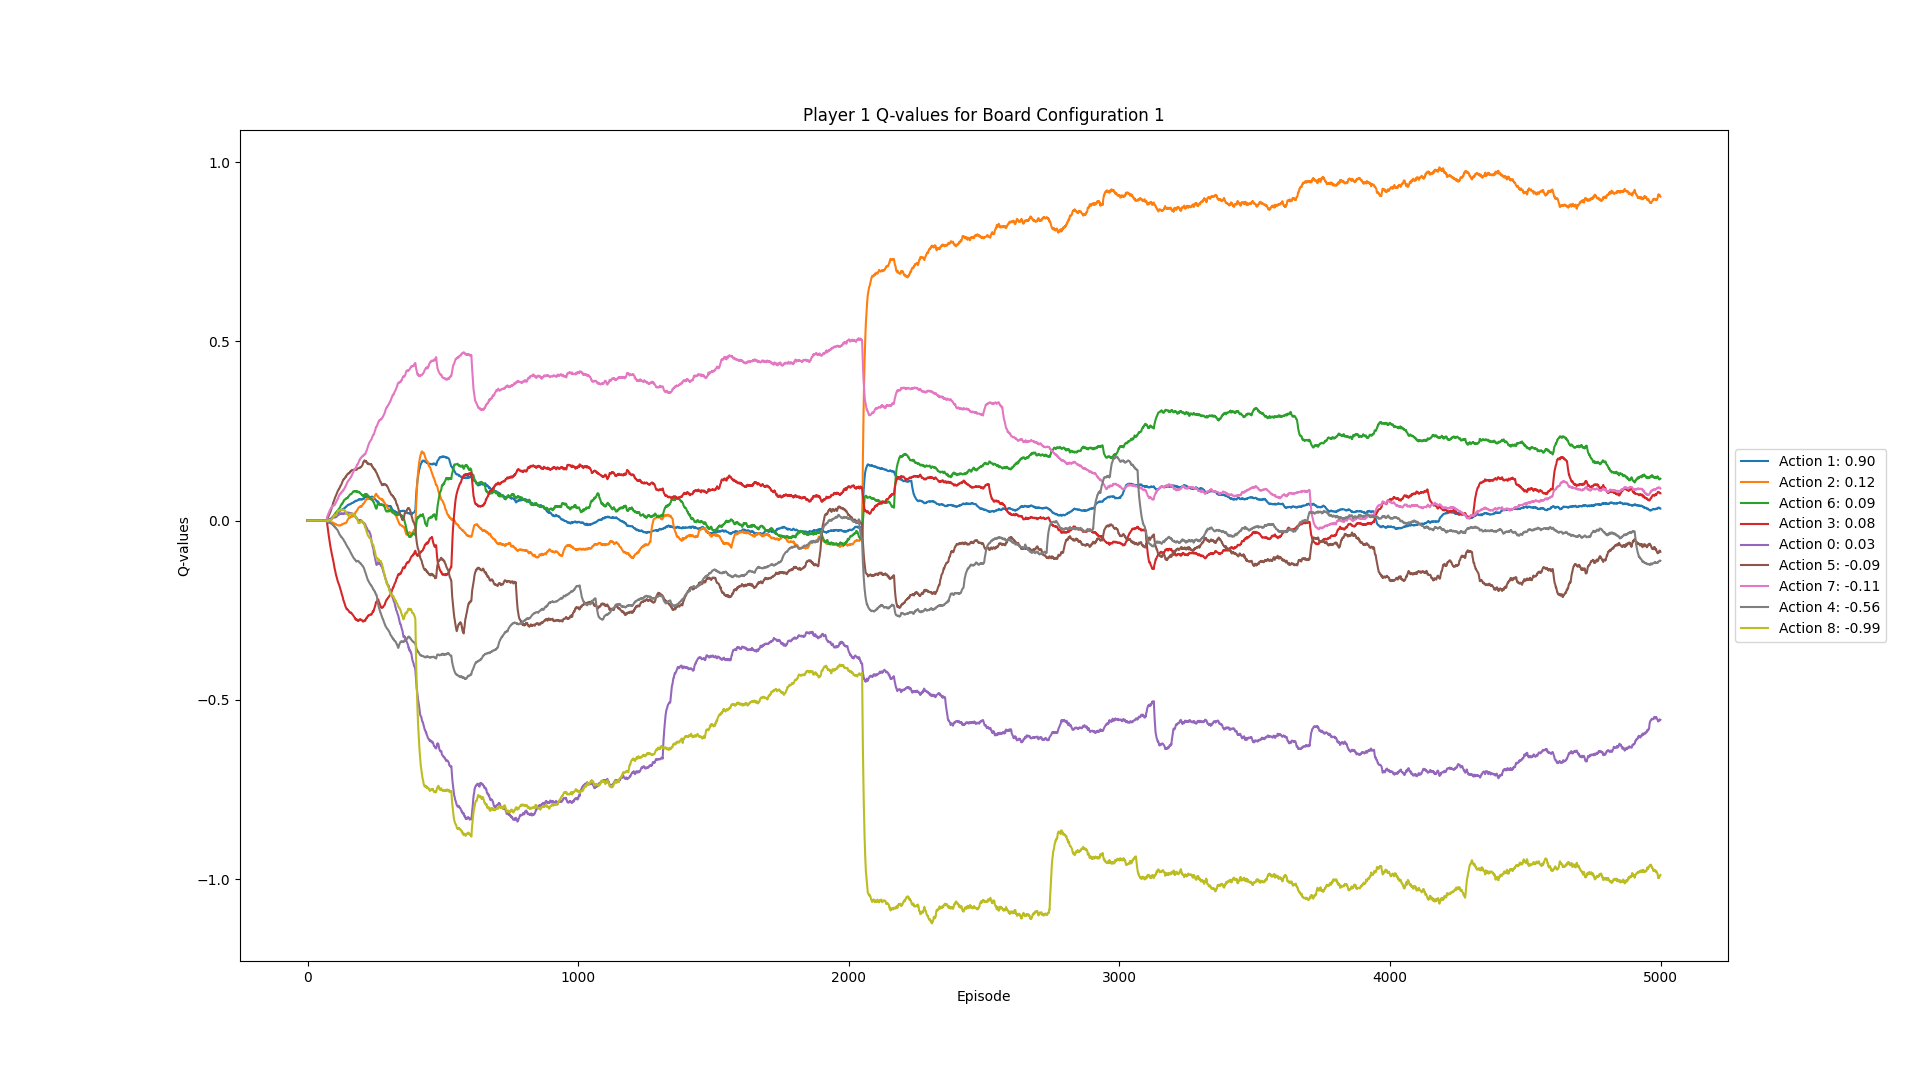 Player 1 Q-values for Board Configuration 1
1.0
0.5
0.0
−0.5
−1.0
Q-values
0
1000
2000
3000
4000
5000
Episode
Action 1: 0.90
Action 2: 0.12
Action 6: 0.09
Action 3: 0.08
Action 0: 0.03
Action 5: -0.09
Action 7: -0.11
Action 4: -0.56
Action 8: -0.99